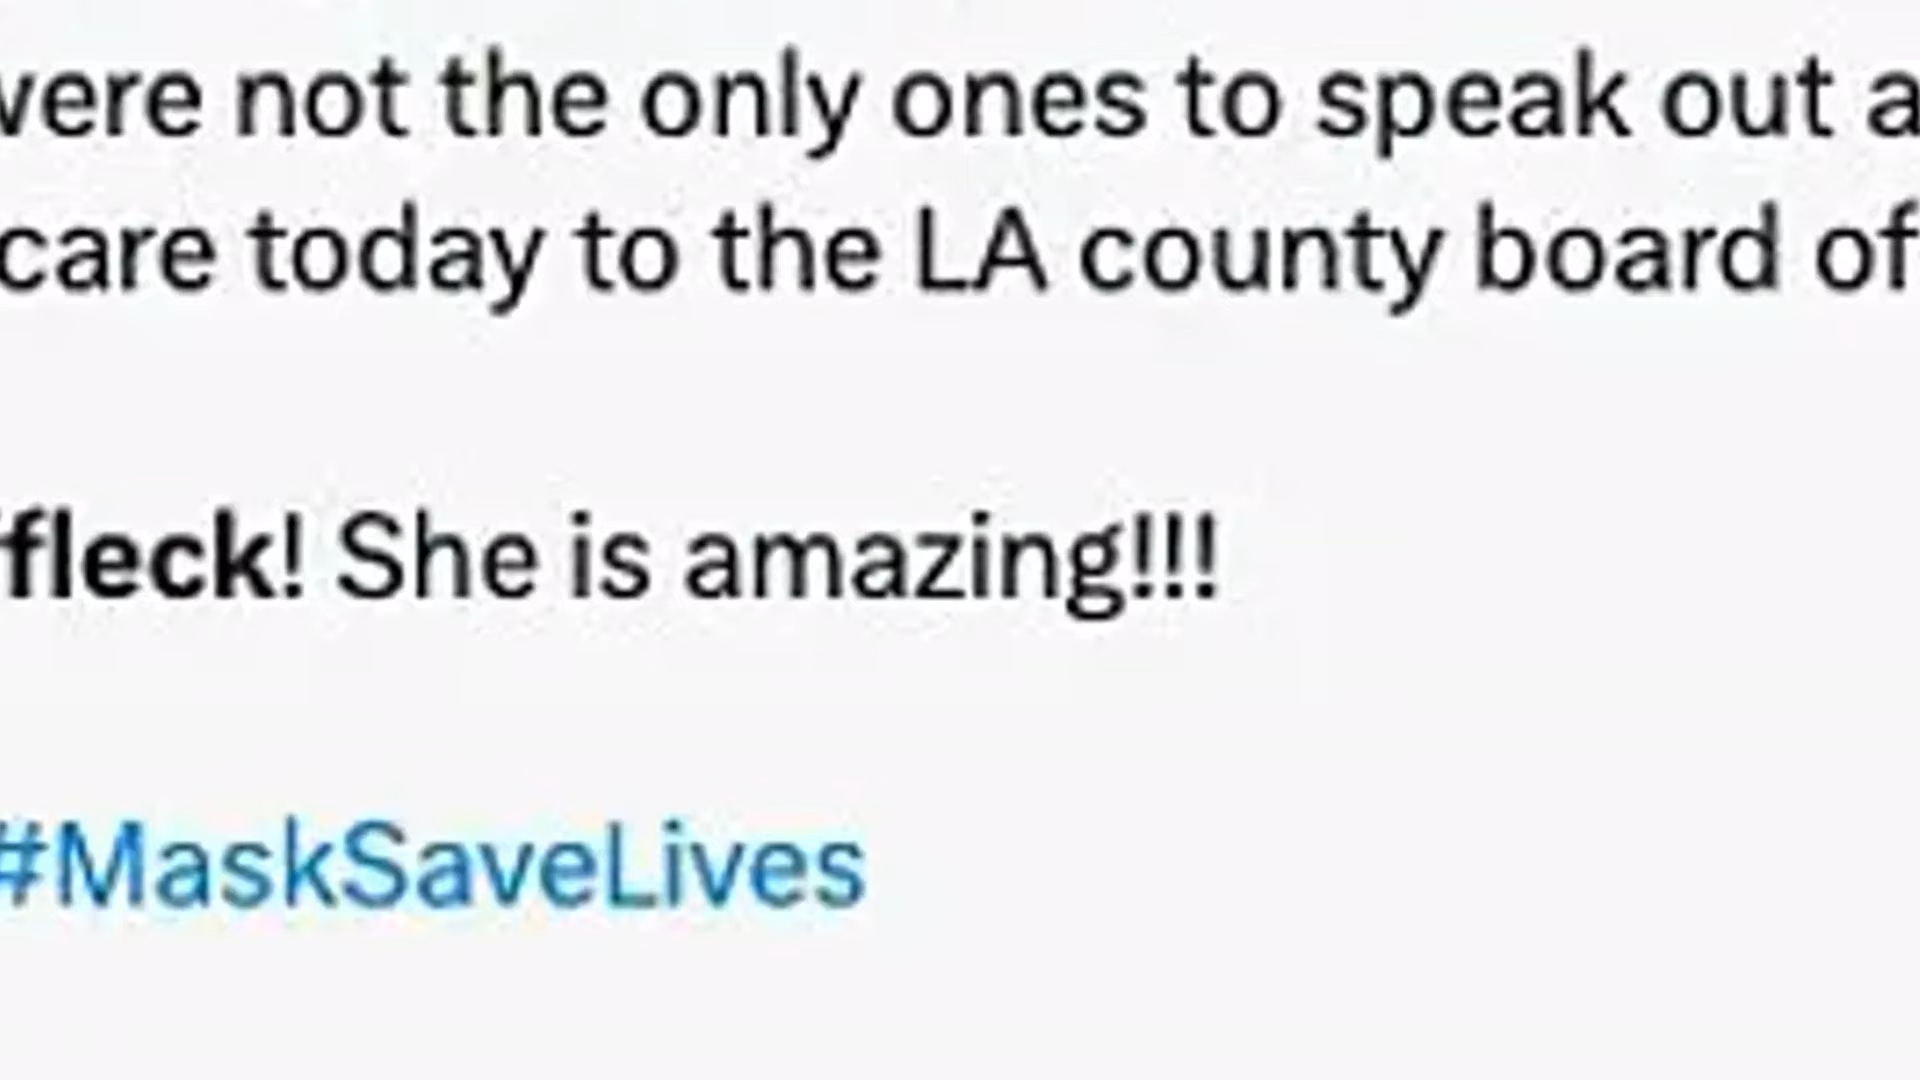 were not the only ones to speak out a
care today to the LA county board of
ffleck! She is amazing!!!
#MaskSaveLives